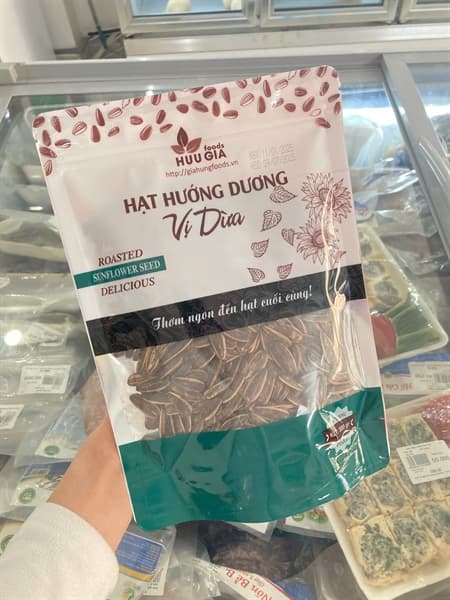 foods
HUU GIA
http://giahungfoods.vn
HẠT HƯỚNG DƯƠNG
Vị Dừa
ROASTED
SUNFLOWER SEED
DELICIOUS
Thơm ngon đến hạt cuối cùng!